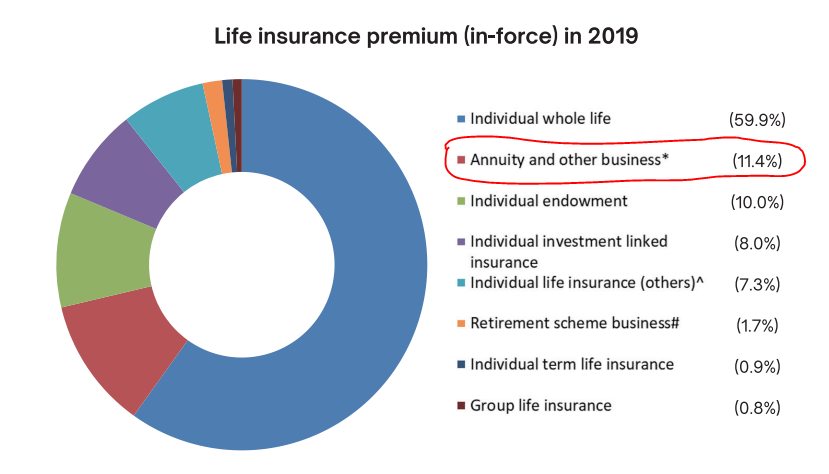 Life insurance premium (in-force) in 2019
Individual whole life (59.9%)
Annuity and other business* (11.4%)
Individual endowment (10.0%)
Individual investment linked
insurance (8.0%)
Individual life insurance (others)^ (7.3%)
Retirement scheme business# (1.7%)
Individual term life insurance (0.9%)
Group life insurance (0.8%)